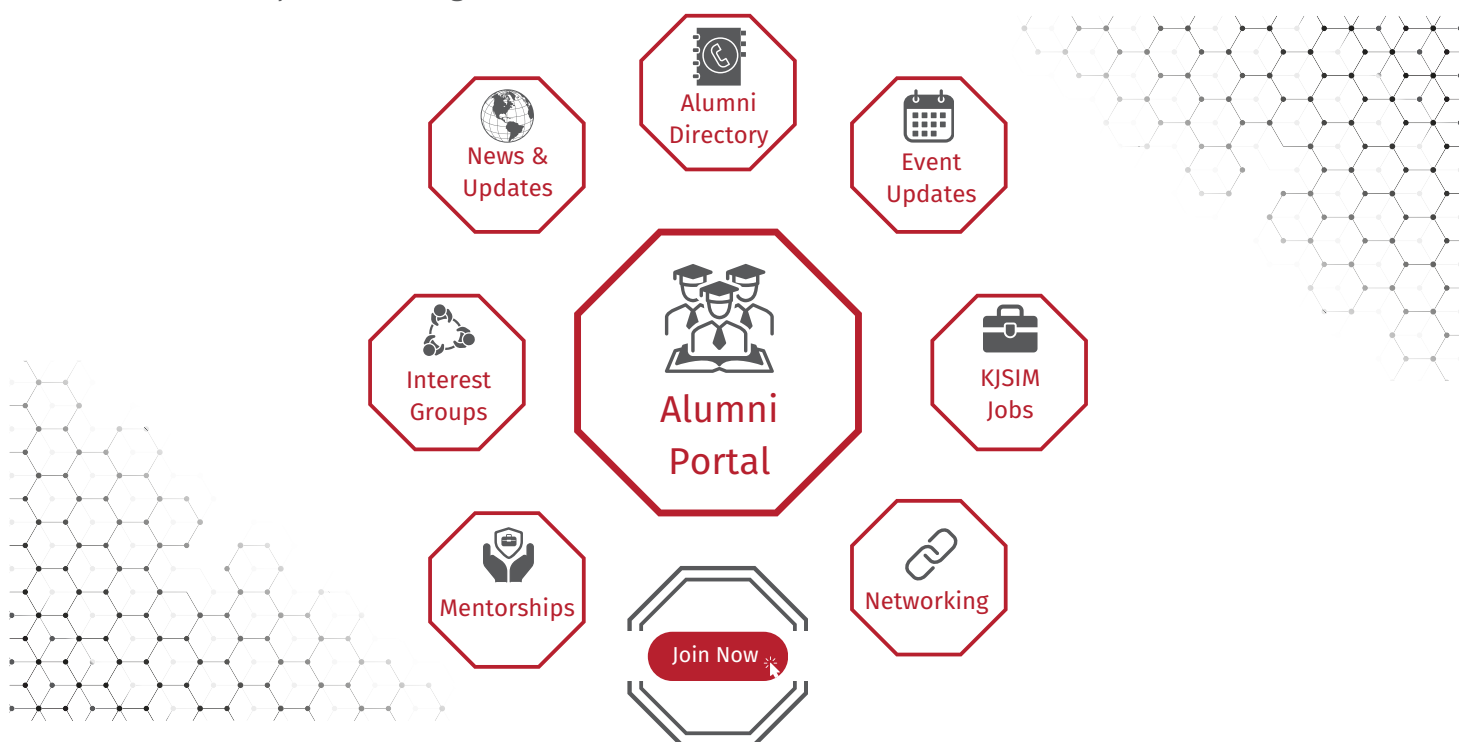 Alumni
Directory
News &
Updates
Event
Updates
Interest
Groups
Alumni
Portal
KJSIM
Jobs
Mentorships
Networking
Join Now